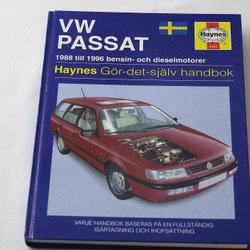 VW
PASSAT
Haynes
1988 till 1996 bensin- och dieselmotorer
Haynes Gör-det-själv handbok
VARJE HANDBOK BASERAS PÅ EN FULLSTÄNDIG
ISÄRTAGNING OCH IHOPSÄTTNING